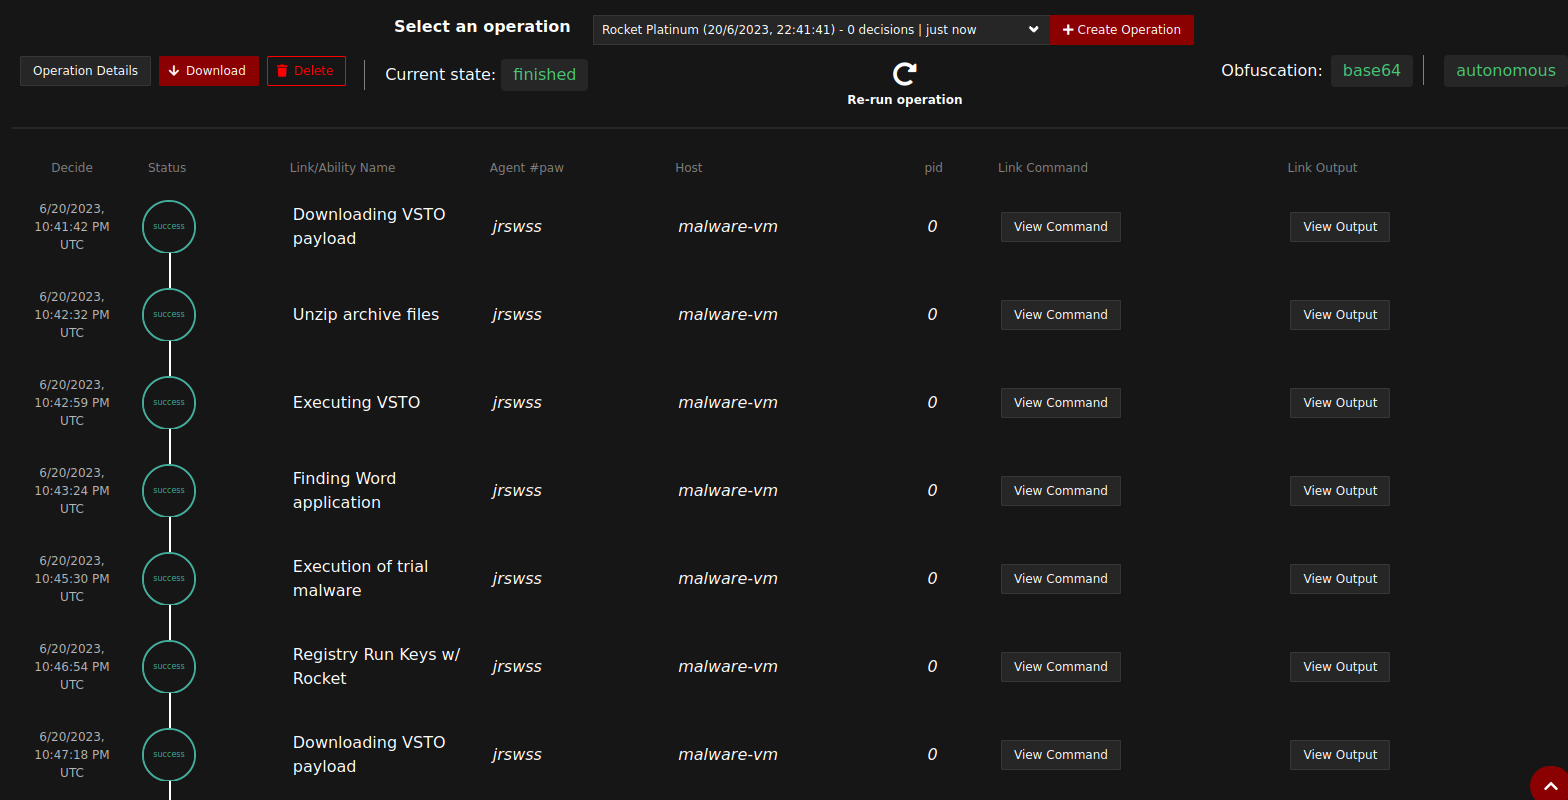 Select an operation
Rocket Platinum (20/6/2023, 22:41:41) - 0 decisions | just now
Create Operation
Operation Details
Download
Delete
Current state: finished
Re-run operation
Obfuscation: base64
autonomous
Decide Status Link/Ability Name Agent #paw Host pid Link Command Link Output
6/20/2023,
10:41:42 PM
UTC
success
Downloading VSTO
payload
jrswss
malware-vm
0
View Command
View Output
6/20/2023,
10:42:32 PM
UTC
success
Unzip archive files
jrswss
malware-vm
0
View Command
View Output
6/20/2023,
10:42:59 PM
UTC
success
Executing VSTO
jrswss
malware-vm
0
View Command
View Output
6/20/2023,
10:43:24 PM
UTC
success
Finding Word
application
jrswss
malware-vm
0
View Command
View Output
6/20/2023,
10:45:30 PM
UTC
success
Execution of trial
malware
jrswss
malware-vm
0
View Command
View Output
6/20/2023,
10:46:54 PM
UTC
success
Registry Run Keys w/
Rocket
jrswss
malware-vm
0
View Command
View Output
6/20/2023,
10:47:18 PM
UTC
success
Downloading VSTO
payload
jrswss
malware-vm
0
View Command
View Output